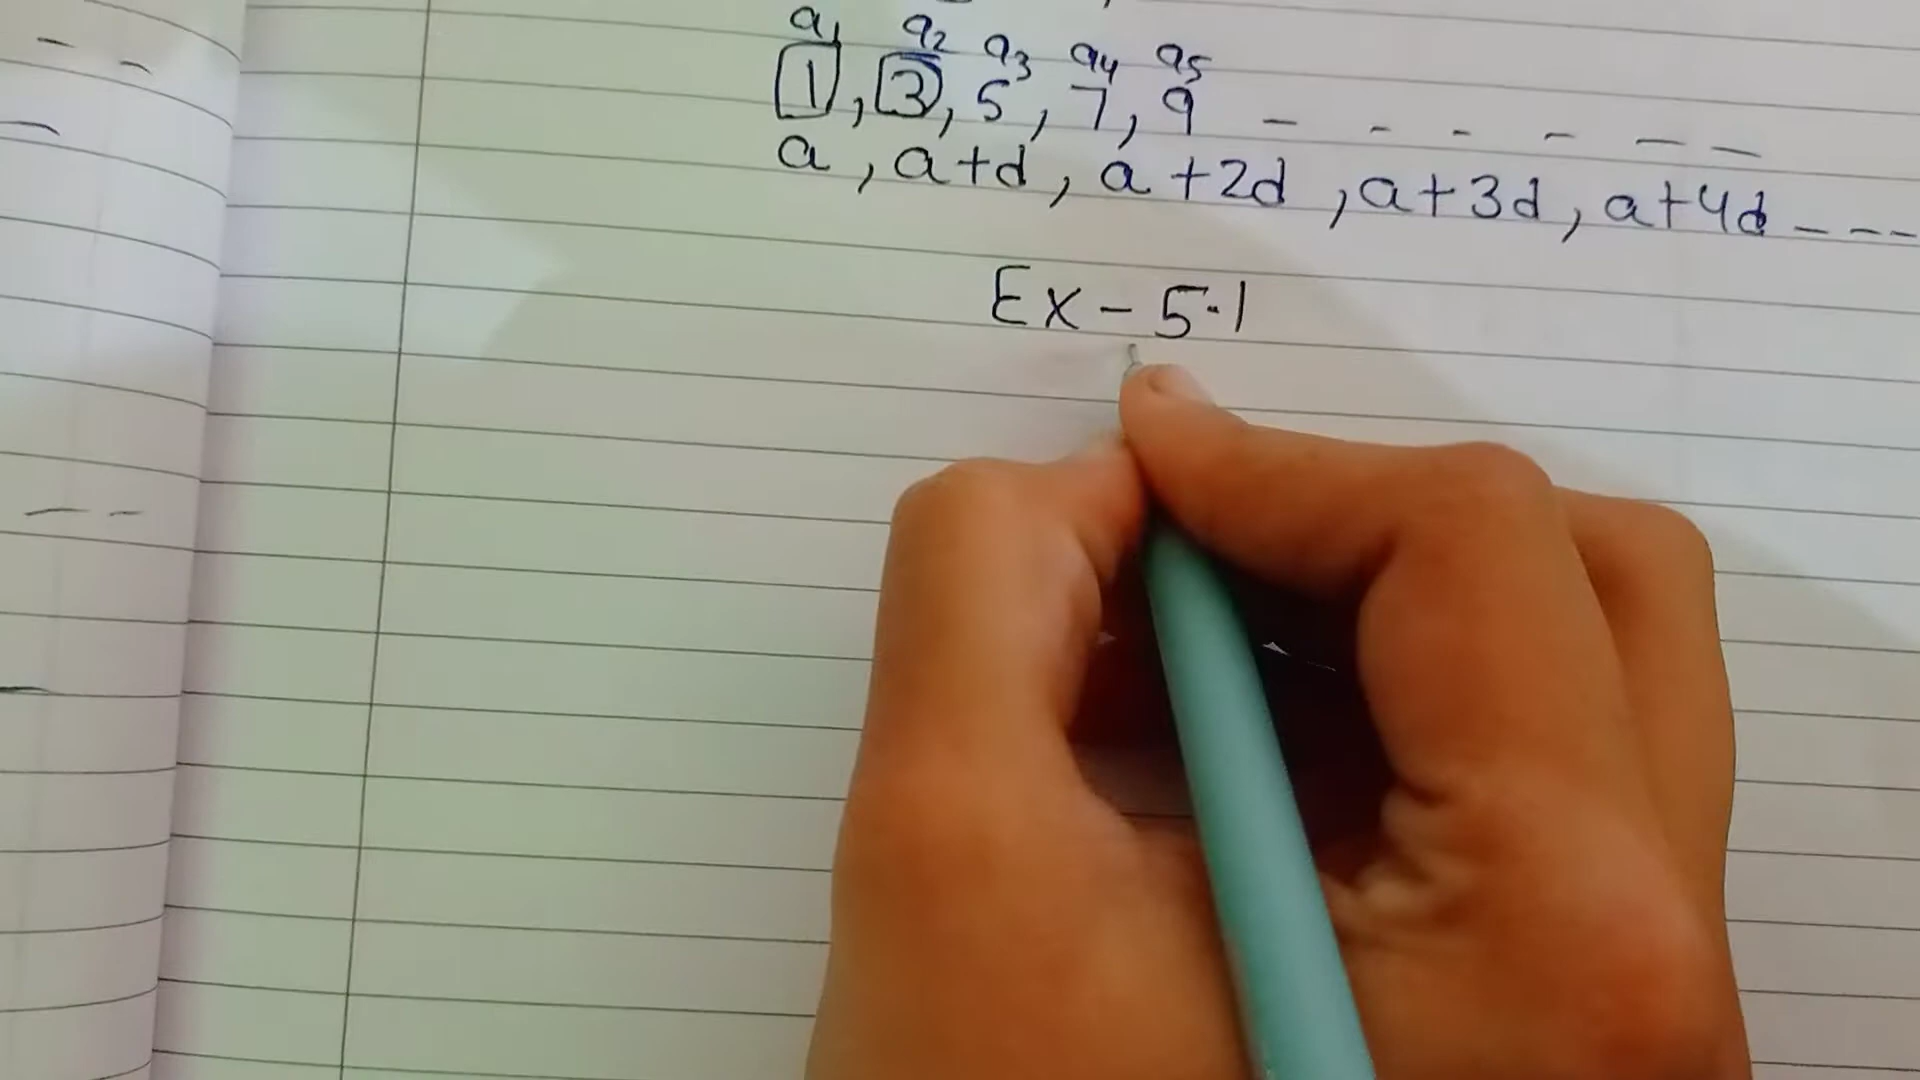 a1 a2 a3 a4 a5
1, 3, 5, 7, 9 - - - - - -
a, a+d, a+2d, a+3d, a+4d - - -
Ex - 5.1